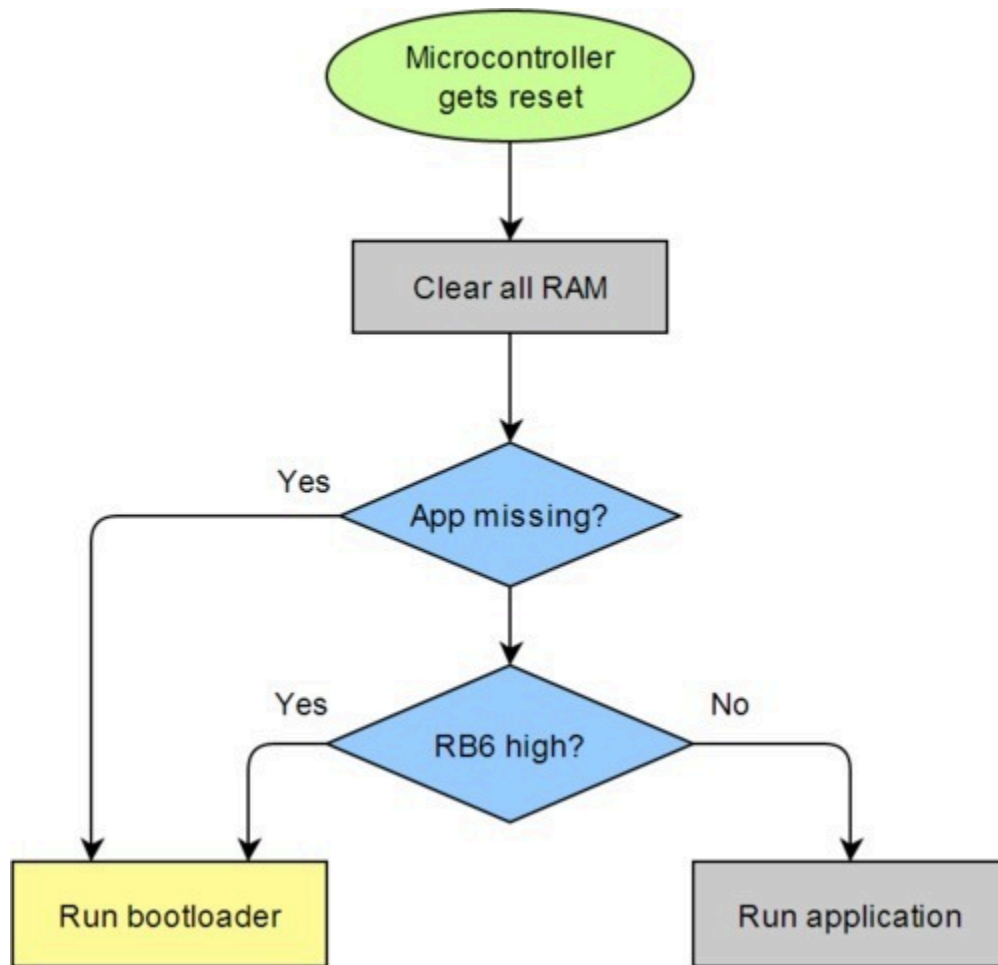 Microcontroller
gets reset
Clear all RAM
Yes
App missing?
Yes
No
RB6 high?
Run bootloader
Run application